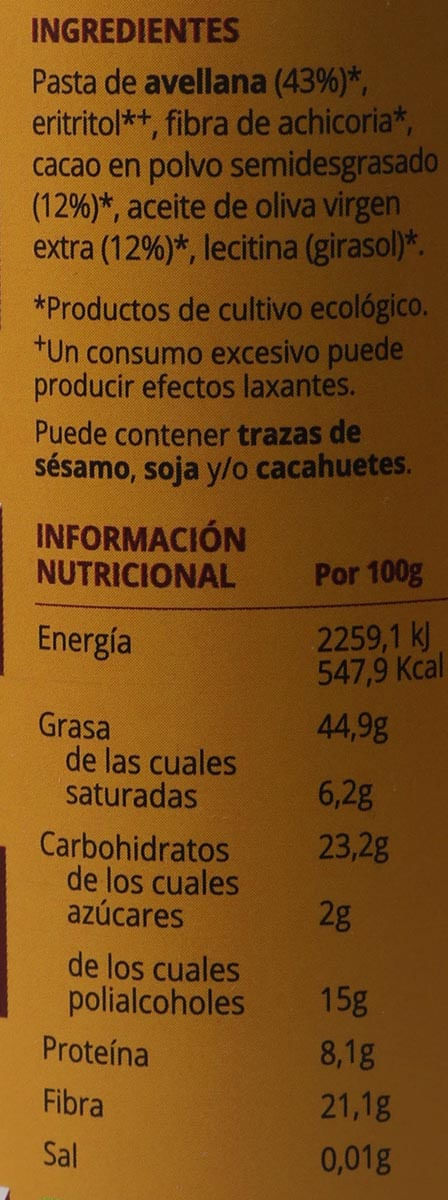 INGREDIENTES
Pasta de avellana (43%)*,
eritritol*⁺, fibra de achicoria*,
cacao en polvo semidesgrasado
(12%)*, aceite de oliva virgen
extra (12%)*, lecitina (girasol)*.
*Productos de cultivo ecológico.
⁺Un consumo excesivo puede
producir efectos laxantes.
Puede contener trazas de
sésamo, soja y/o cacahuetes.
INFORMACIÓN
NUTRICIONAL Por 100g
Energía 2259,1 kJ
547,9 Kcal
Grasa 44,9g
de las cuales
saturadas 6,2g
Carbohidratos 23,2g
de los cuales
azúcares 2g
de los cuales
polialcoholes 15g
Proteína 8,1g
Fibra 21,1g
Sal 0,01g